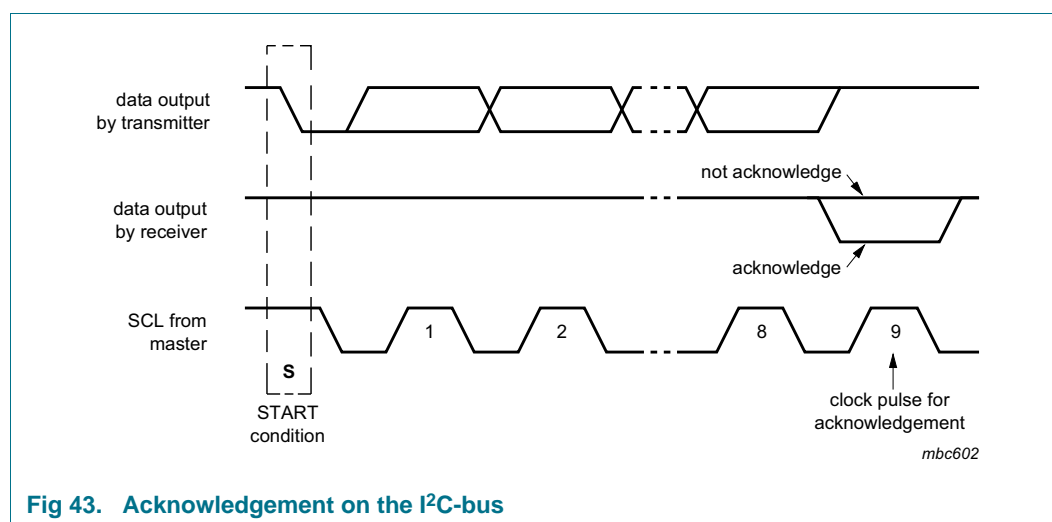 data output
by transmitter
not acknowledge
data output
by receiver
acknowledge
SCL from
master
1
2
8
9
S
START
condition
clock pulse for
acknowledgement
mbc602
Fig 43. Acknowledgement on the I²C-bus